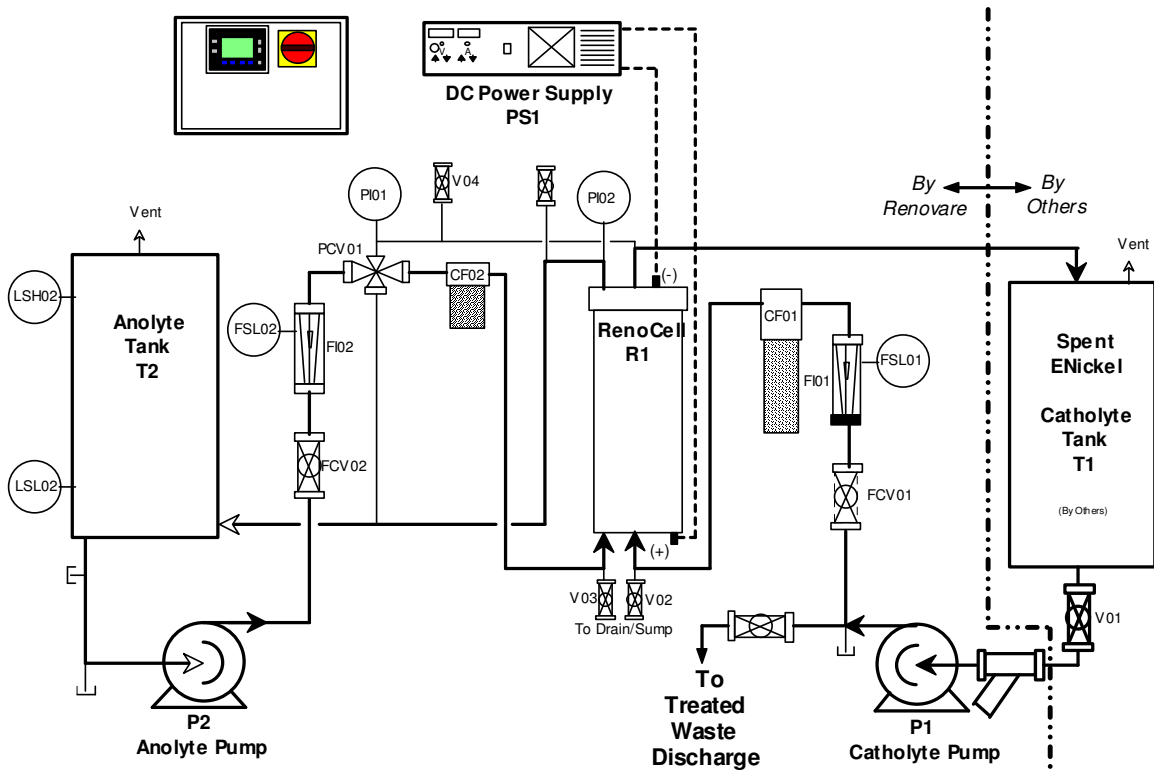 V
A
DC Power Supply
PS1
PI01
V04
PI02
By
Renovare
By
Others
Vent
PCV01
Vent
LSH02
CF02
(-)
Anolyte
Tank
T2
FSL02
FI02
RenoCell
R1
CF01
FI01
FSL01
Spent
ENickel
Catholyte
Tank
T1
(By Others)
LSL02
FCV02
FCV01
(+)
V03
V02
To Drain/Sump
V01
To
Treated
Waste
Discharge
P2
Anolyte Pump
P1
Catholyte Pump